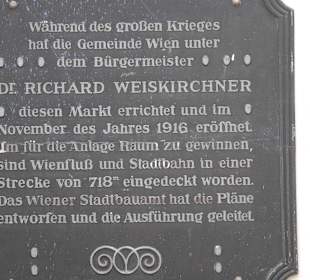 Während des großen Krieges
hat die Gemeinde Wien unter
dem Bürgermeister
DR. RICHARD WEISKIRCHNER
diesen Markt errichtet und im
November des Jahres 1916 eröffnet.
Um für die Anlage Raum zu gewinnen,
sind Wienfluß und Stadtbahn in einer
Strecke von 718m eingedeckt worden.
Das Wiener Stadtbauamt hat die Pläne
entworfen und die Ausführung geleitet.